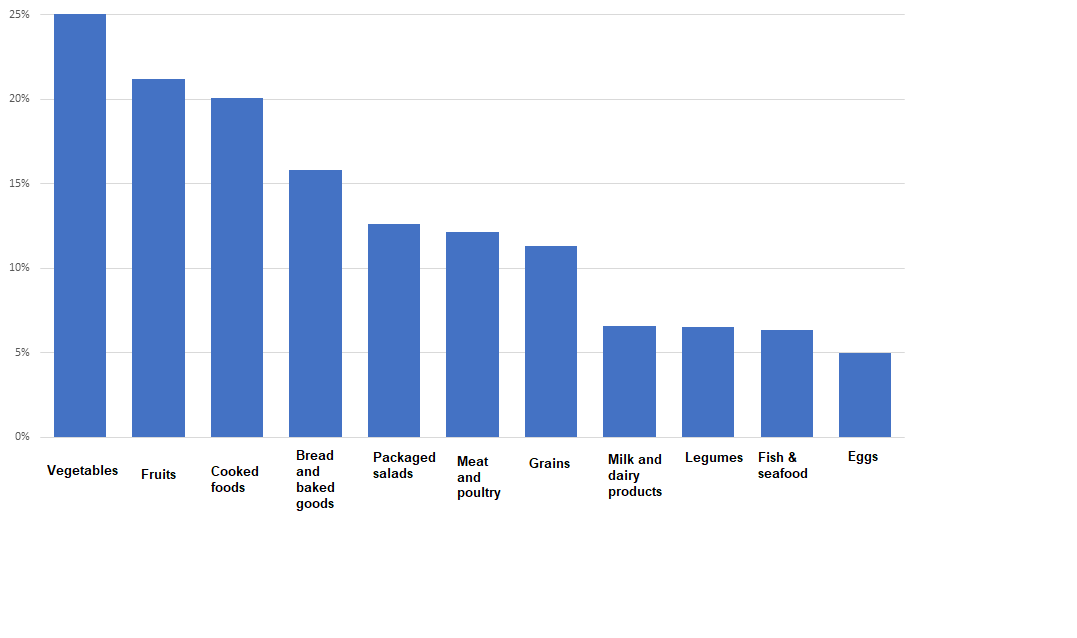 25%
20%
15%
10%
5%
0%
Vegetables
Fruits
Cooked
foods
Bread
and
baked
goods
Packaged
salads
Meat
and
poultry
Grains
Milk and
dairy
products
Legumes
Fish &
seafood
Eggs